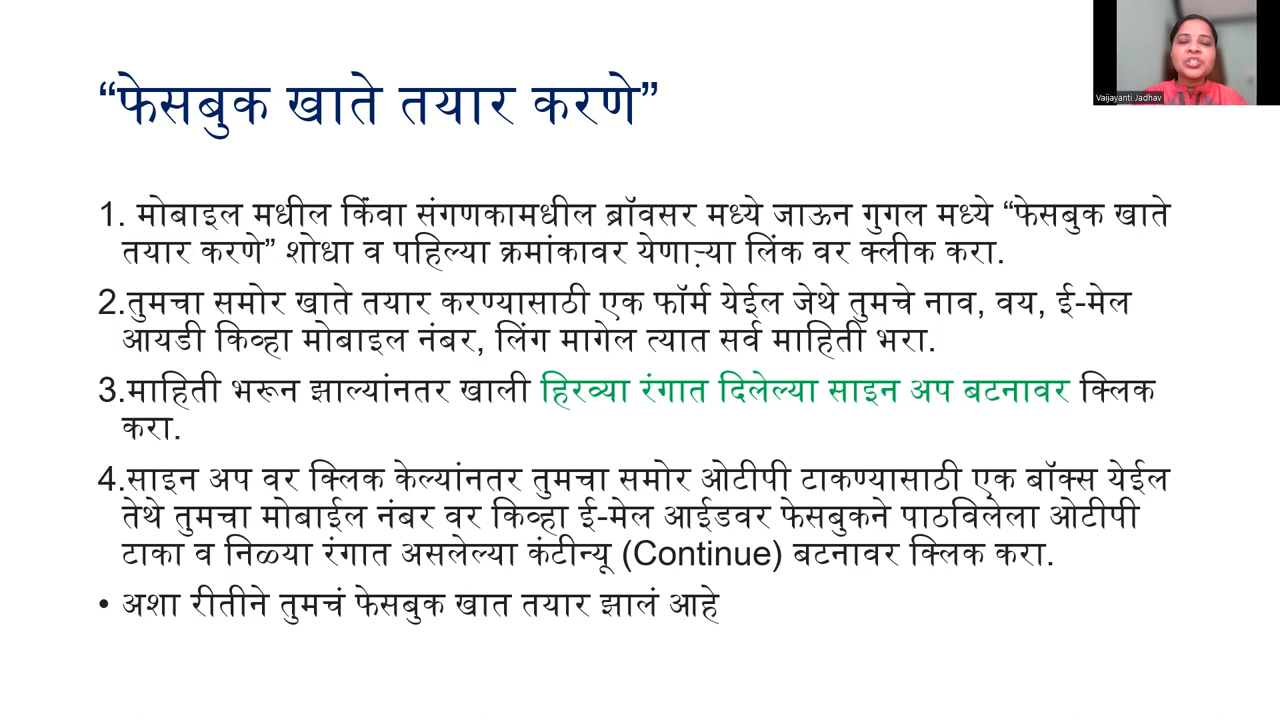 “फेसबुक खाते तयार करणे”
Vaijayanti Jadhav
1. मोबाइल मधील किंवा संगणकामधील ब्रॉवसर मध्ये जाऊन गुगल मध्ये “फेसबुक खाते
तयार करणे” शोधा व पहिल्या क्रमांकावर येणाऱ्या लिंक वर क्लीक करा.
2.तुमचा समोर खाते तयार करण्यासाठी एक फॉर्म येईल जेथे तुमचे नाव, वय, ई-मेल
आयडी किव्हा मोबाइल नंबर, लिंग मागेल त्यात सर्व माहिती भरा.
3.माहिती भरून झाल्यांनतर खाली हिरव्या रंगात दिलेल्या साइन अप बटनावर क्लिक
करा.
4.साइन अप वर क्लिक केल्यांनतर तुमचा समोर ओटीपी टाकण्यासाठी एक बॉक्स येईल
तेथे तुमचा मोबाईल नंबर वर किव्हा ई-मेल आईडवर फेसबुकने पाठविलेला ओटीपी
टाका व निळ्या रंगात असलेल्या कंटीन्यू (Continue) बटनावर क्लिक करा.
• अशा रीतीने तुमचं फेसबुक खात तयार झालं आहे